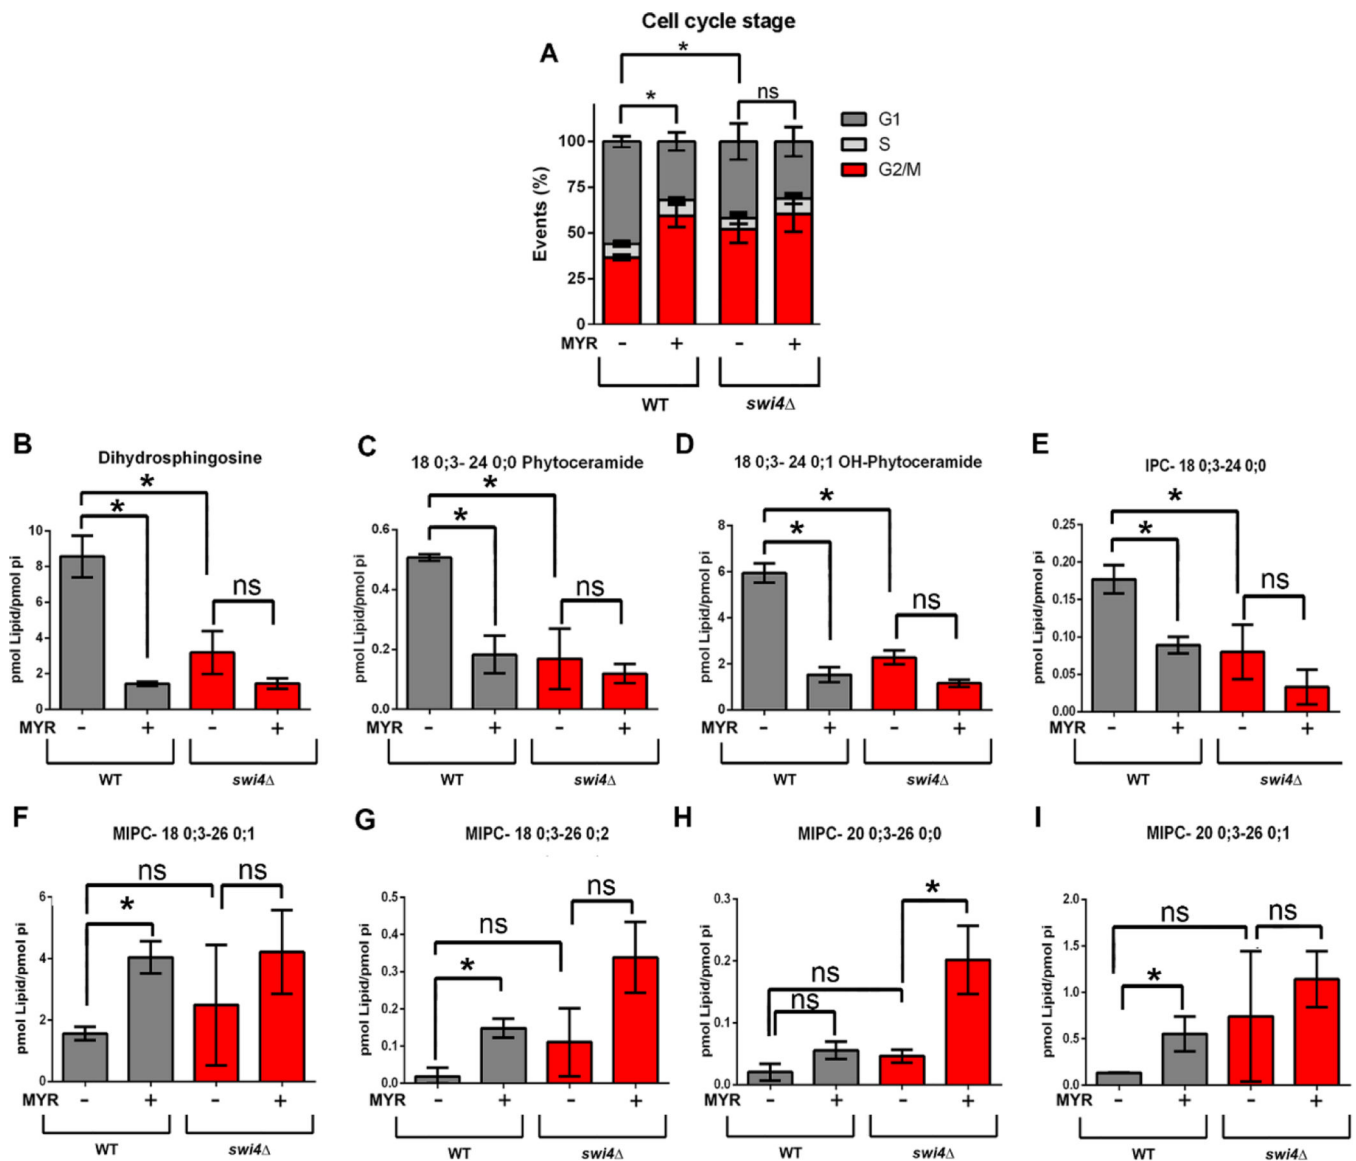 Cell cycle stage
A
*
* ns
G1
S
G2/M
Events (%)
100
75
50
25
0
MYR - + - +
WT swi4Δ
B
Dihydrosphingosine
*
*
ns
pmol Lipid/pmol pi
10
8
6
4
2
0
MYR - + - +
WT swi4Δ
C
18 0;3- 24 0;0 Phytoceramide
*
*
ns
pmol Lipid/pmol pi
0.6
0.4
0.2
0.0
MYR - + - +
WT swi4Δ
D
18 0;3- 24 0;1 OH-Phytoceramide
*
*
ns
pmol Lipid/pmol pi
8
6
4
2
0
MYR - + - +
WT swi4Δ
E
IPC- 18 0;3-24 0;0
*
*
ns
pmol Lipid/pmol pi
0.25
0.20
0.15
0.10
0.05
0.00
MYR - + - +
WT swi4Δ
F
MIPC- 18 0;3-26 0;1
ns ns
*
pmol Lipid/pmol pi
6
4
2
0
MYR - + - +
WT swi4Δ
G
MIPC- 18 0;3-26 0;2
ns
ns
*
pmol Lipid/pmol pi
0.5
0.4
0.3
0.2
0.1
0.0
MYR - + - +
WT swi4Δ
H
MIPC- 20 0;3-26 0;0
*
ns
ns
pmol Lipid/pmol pi
0.3
0.2
0.1
0.0
MYR - + - +
WT swi4Δ
I
MIPC- 20 0;3-26 0;1
ns ns
*
pmol Lipid/pmol pi
2.0
1.5
1.0
0.5
0.0
MYR - + - +
WT swi4Δ